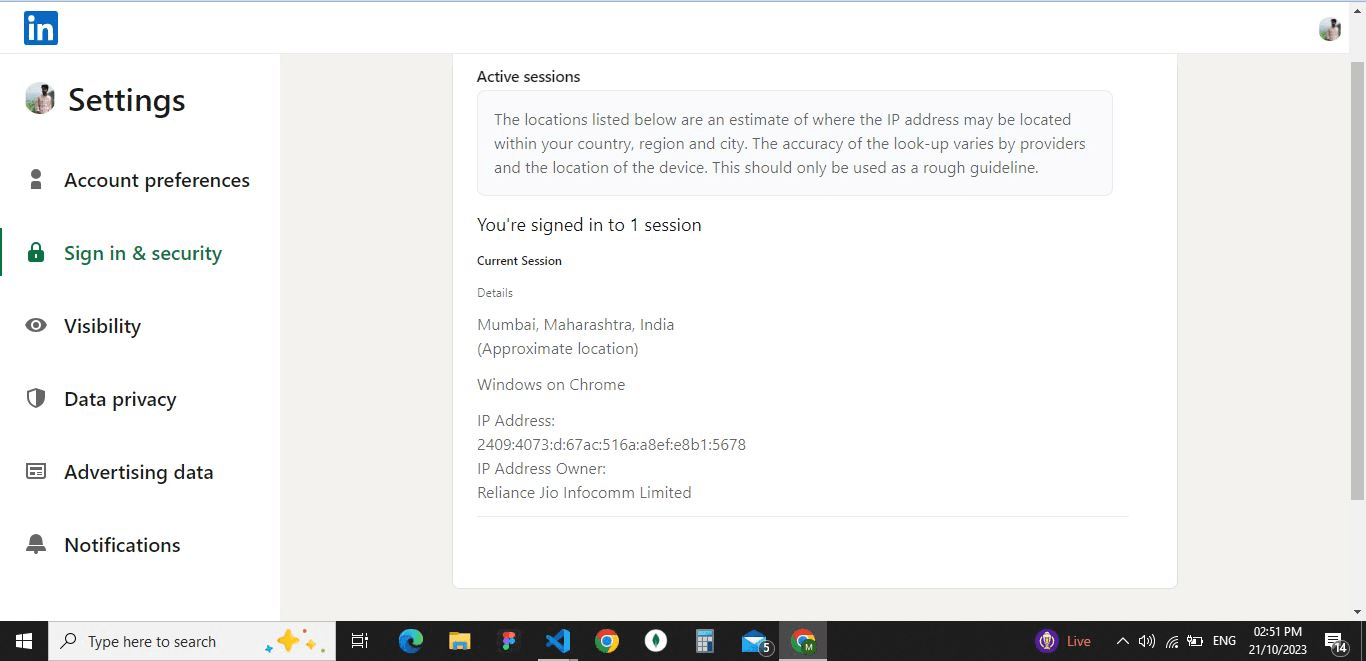 in
Settings
Account preferences
Sign in & security
Visibility
Data privacy
Advertising data
Notifications
Active sessions
The locations listed below are an estimate of where the IP address may be located
within your country, region and city. The accuracy of the look-up varies by providers
and the location of the device. This should only be used as a rough guideline.
You're signed in to 1 session
Current Session
Details
Mumbai, Maharashtra, India
(Approximate location)
Windows on Chrome
IP Address:
2409:4073:d:67ac:516a:a8ef:e8b1:5678
IP Address Owner:
Reliance Jio Infocomm Limited
Type here to search
5
M
Live
ENG
02:51 PM
21/10/2023
14